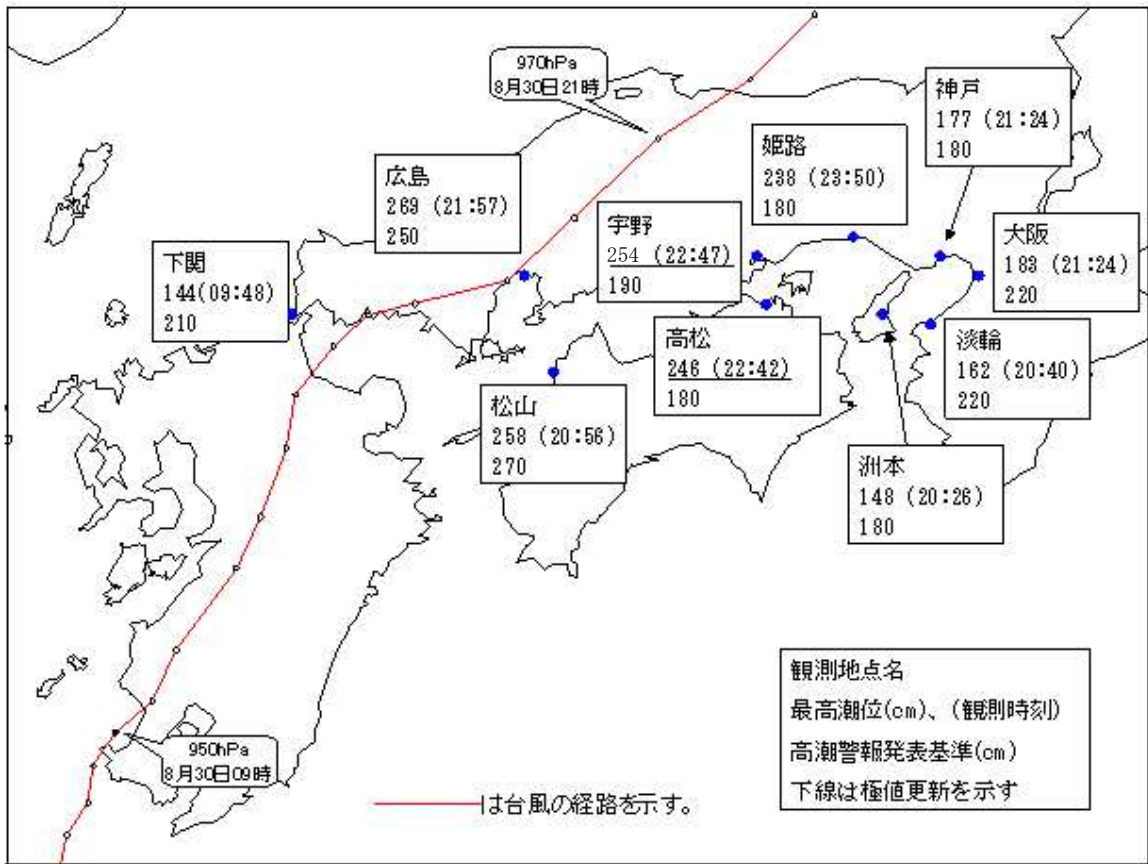 970hPa
8月30日21時
神戸
177 (21:24)
180
姫路
238 (23:50)
180
広島
269 (21:57)
250
宇野
254 (22:47)
190
大阪
183 (21:24)
220
下関
144(09:48)
210
高松
246 (22:42)
180
淡輪
162 (20:40)
220
松山
258 (20:56)
270
洲本
148 (20:26)
180
観測地点名
最高潮位(cm)、(観測時刻)
高潮警報発表基準(cm)
下線は極値更新を示す
950hPa
8月30日09時
は台風の経路を示す。